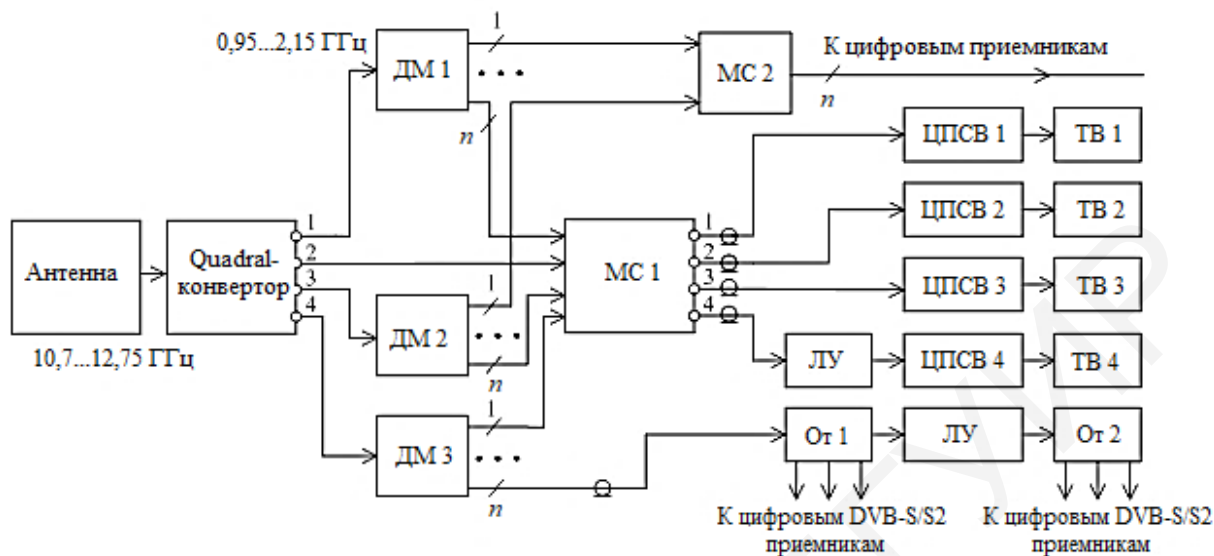 0,95...2,15 ГГц
ДМ 1
1
n
МС 2
К цифровым приемникам
n
ЦПСВ 1
ТВ 1
Антенна
Quadral-
конвертор
1
2
3
4
10,7...12,75 ГГц
ДМ 2
1
n
МС 1
1
2
3
4
ЦПСВ 2
ТВ 2
ЦПСВ 3
ТВ 3
ЛУ
ЦПСВ 4
ТВ 4
ДМ 3
1
n
От 1
ЛУ
От 2
К цифровым DVB-S/S2
приемникам
К цифровым DVB-S/S2
приемникам
ГУИР